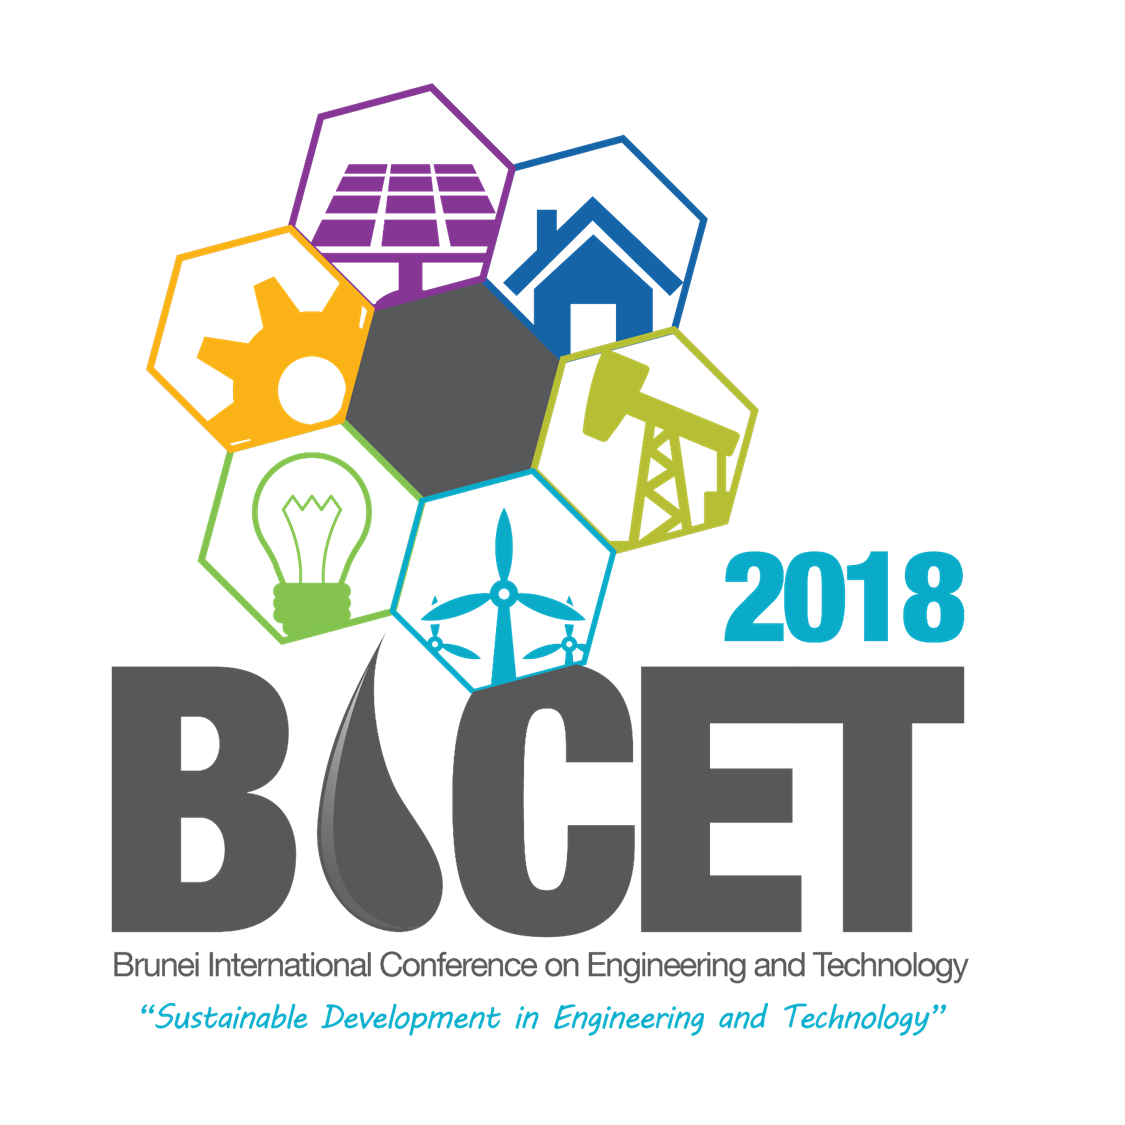 2018
BICET
Brunei International Conference on Engineering and Technology
“Sustainable Development in Engineering and Technology”